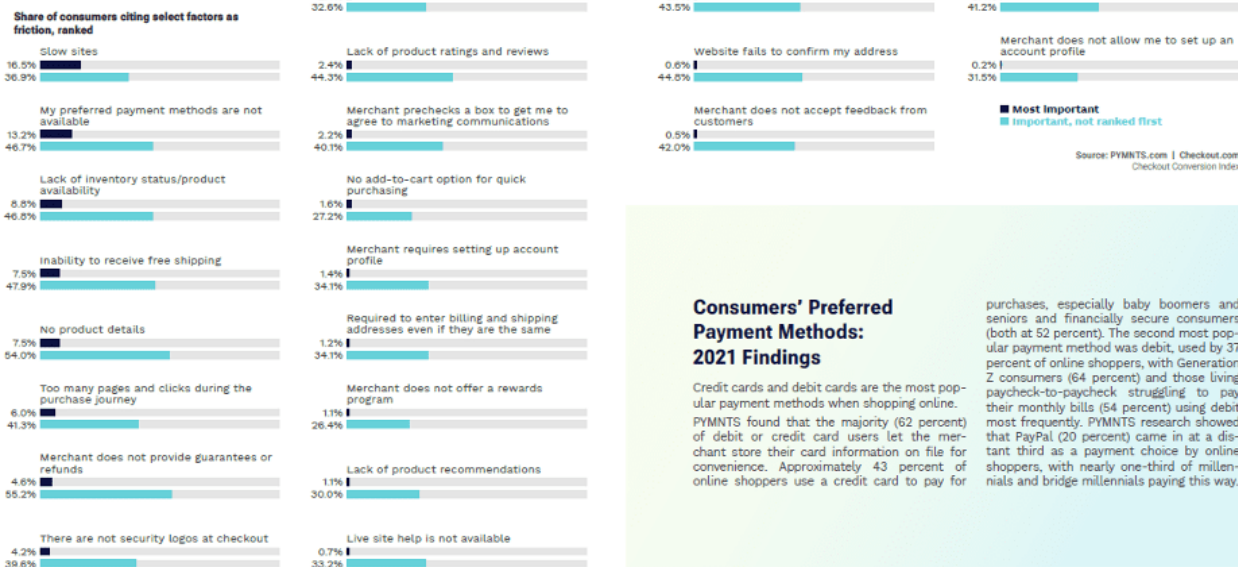 Share of consumers citing select factors as
friction, ranked
Slow sites
16.5%
36.9%
My preferred payment methods are not
available
13.2%
46.7%
Lack of inventory status/product
availability
8.8%
46.8%
Inability to receive free shipping
7.5%
47.9%
No product details
7.5%
54.0%
Too many pages and clicks during the
purchase journey
6.0%
41.3%
Merchant does not provide guarantees or
refunds
4.6%
55.2%
There are not security logos at checkout
4.2%
39.6%
32.6%
Lack of product ratings and reviews
2.4%
44.3%
Merchant prechecks a box to get me to
agree to marketing communications
2.2%
40.1%
No add-to-cart option for quick
purchasing
1.6%
27.2%
Merchant requires setting up account
profile
1.4%
34.1%
Required to enter billing and shipping
addresses even if they are the same
1.2%
34.1%
Merchant does not offer a rewards
program
1.1%
26.4%
Lack of product recommendations
1.1%
30.0%
Live site help is not available
0.7%
33.2%
43.5%
Website fails to confirm my address
0.6%
44.8%
Merchant does not accept feedback from
customers
0.5%
42.0%
41.2%
Merchant does not allow me to set up an
account profile
0.2%
31.5%
Most important
Important, not ranked first
Source: PYMNTS.com | Checkout.com
Checkout Conversion Index
Consumers' Preferred
Payment Methods:
2021 Findings
Credit cards and debit cards are the most pop-
ular payment methods when shopping online.
PYMNTS found that the majority (62 percent)
of debit or credit card users let the mer-
chant store their card information on file for
convenience. Approximately 43 percent of
online shoppers use a credit card to pay for
purchases, especially baby boomers and
seniors and financially secure consumers
(both at 52 percent). The second most pop-
ular payment method was debit, used by 37
percent of online shoppers, with Generation
Z consumers (64 percent) and those living
paycheck-to-paycheck struggling to pay
their monthly bills (54 percent) using debit
most frequently. PYMNTS research showed
that PayPal (20 percent) came in at a dis-
tant third as a payment choice by online
shoppers, with nearly one-third of millen-
nials and bridge millennials paying this way.